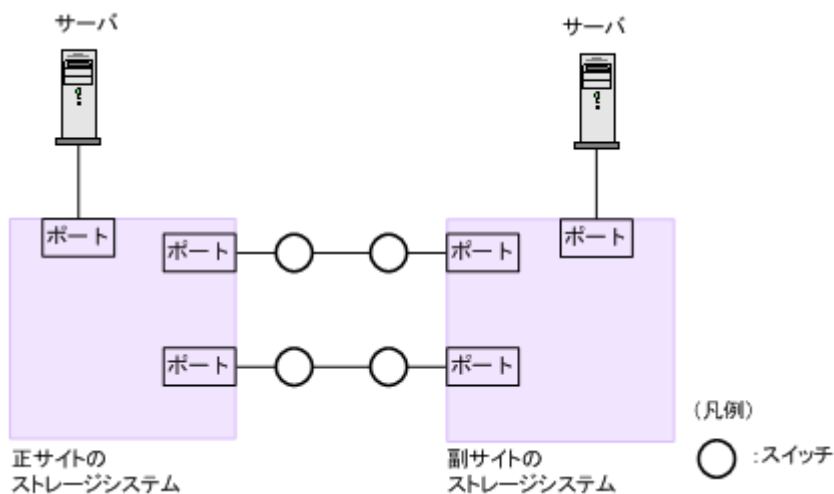 サーバ
サーバ
ポート
ポート
ポート
ポート
ポート
ポート
正サイトの
ストレージシステム
副サイトの
ストレージシステム
(凡例)
:スイッチ